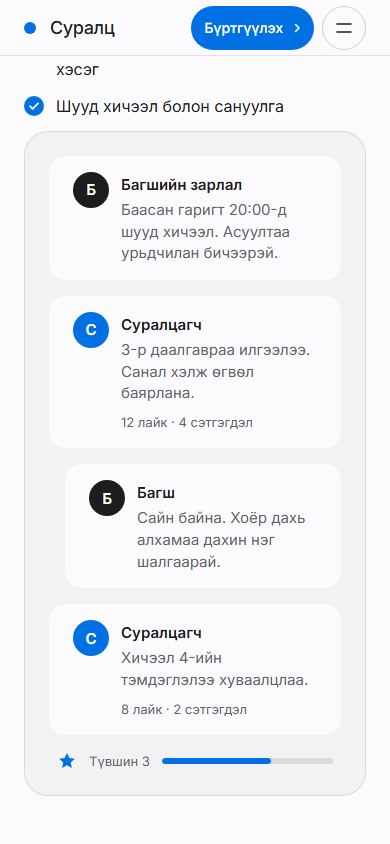 Суралц
Бүртгүүлэх
хэсэг
Шууд хичээл болон сануулга
Б
Багшийн зарлал
Баасан гаригт 20:00-д
шууд хичээл. Асуултаа
урьдчилан бичээрэй.
С
Суралцагч
3-р даалгавраа илгээлээ.
Санал хэлж өгвөл
баярлана.
12 лайк · 4 сэтгэгдэл
Б
Багш
Сайн байна. Хоёр дахь
алхамаа дахин нэг
шалгаарай.
С
Суралцагч
Хичээл 4-ийн
тэмдэглэлээ хуваалцлаа.
8 лайк · 2 сэтгэгдэл
Түвшин 3